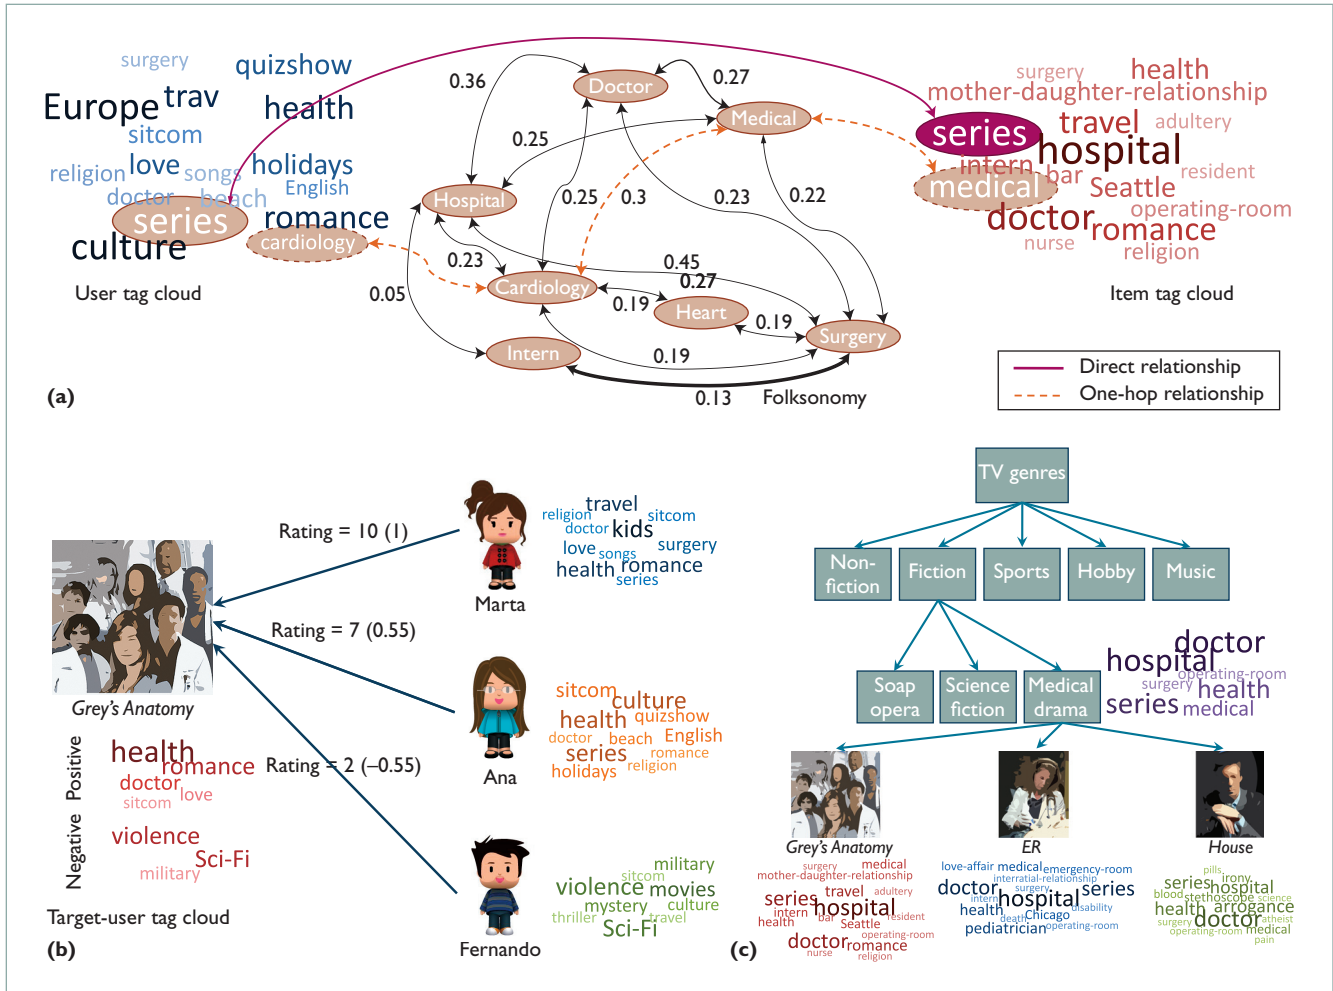 surgery
quizshow
Europe
trav
health
sitcom
religion
love
songs
holidays
doctor
beach
English
series
romance
culture
cardiology
User tag cloud
0.36
Doctor
0.27
Medical
0.25
Hospital
0.25
0.3
0.23
0.22
0.23
0.45
0.27
Cardiology
0.19
Heart
0.19
0.05
Intern
0.19
Surgery
0.13
Folksonomy
surgery
health
mother-daughter-relationship
series
travel
adultery
hospital
intern
bar
resident
medical
Seattle
doctor
operating-room
romance
nurse
religion
Item tag cloud
Direct relationship
One-hop relationship
(a)
Grey's Anatomy
Rating = 10 (1)
Rating = 7 (0.55)
Rating = 2 (–0.55)
Positive
Negative
health
romance
doctor
love
sitcom
violence
Sci-Fi
military
Target-user tag cloud
travel
religion
sitcom
doctor
kids
love
songs
surgery
health
romance
series
Marta
sitcom
culture
health
quizshow
doctor
beach
English
series
romance
holidays
religion
Ana
military
sitcom
violence
movies
mystery
culture
thriller
travel
Sci-Fi
Fernando
(b)
TV genres
Non-
fiction
Fiction
Sports
Hobby
Music
Soap
opera
Science
fiction
Medical
drama
doctor
hospital
operating-room
surgery
health
series
medical
Grey's Anatomy
ER
House
surgery
medical
mother-daughter-relationship
series
travel
adultery
intern
hospital
health
bar
resident
Seattle
operating-room
doctor
romance
nurse
religion
love-affair
medical
emergency-room
interratial-relationship
doctor
surgery
series
intern
hospital
health
disability
death
Chicago
pediatrician
operating-room
pills
irony
series
hospital
blood
stethoscope
science
health
arrogance
surgery
doctor
atheist
operating-room
medical
pain
(c)